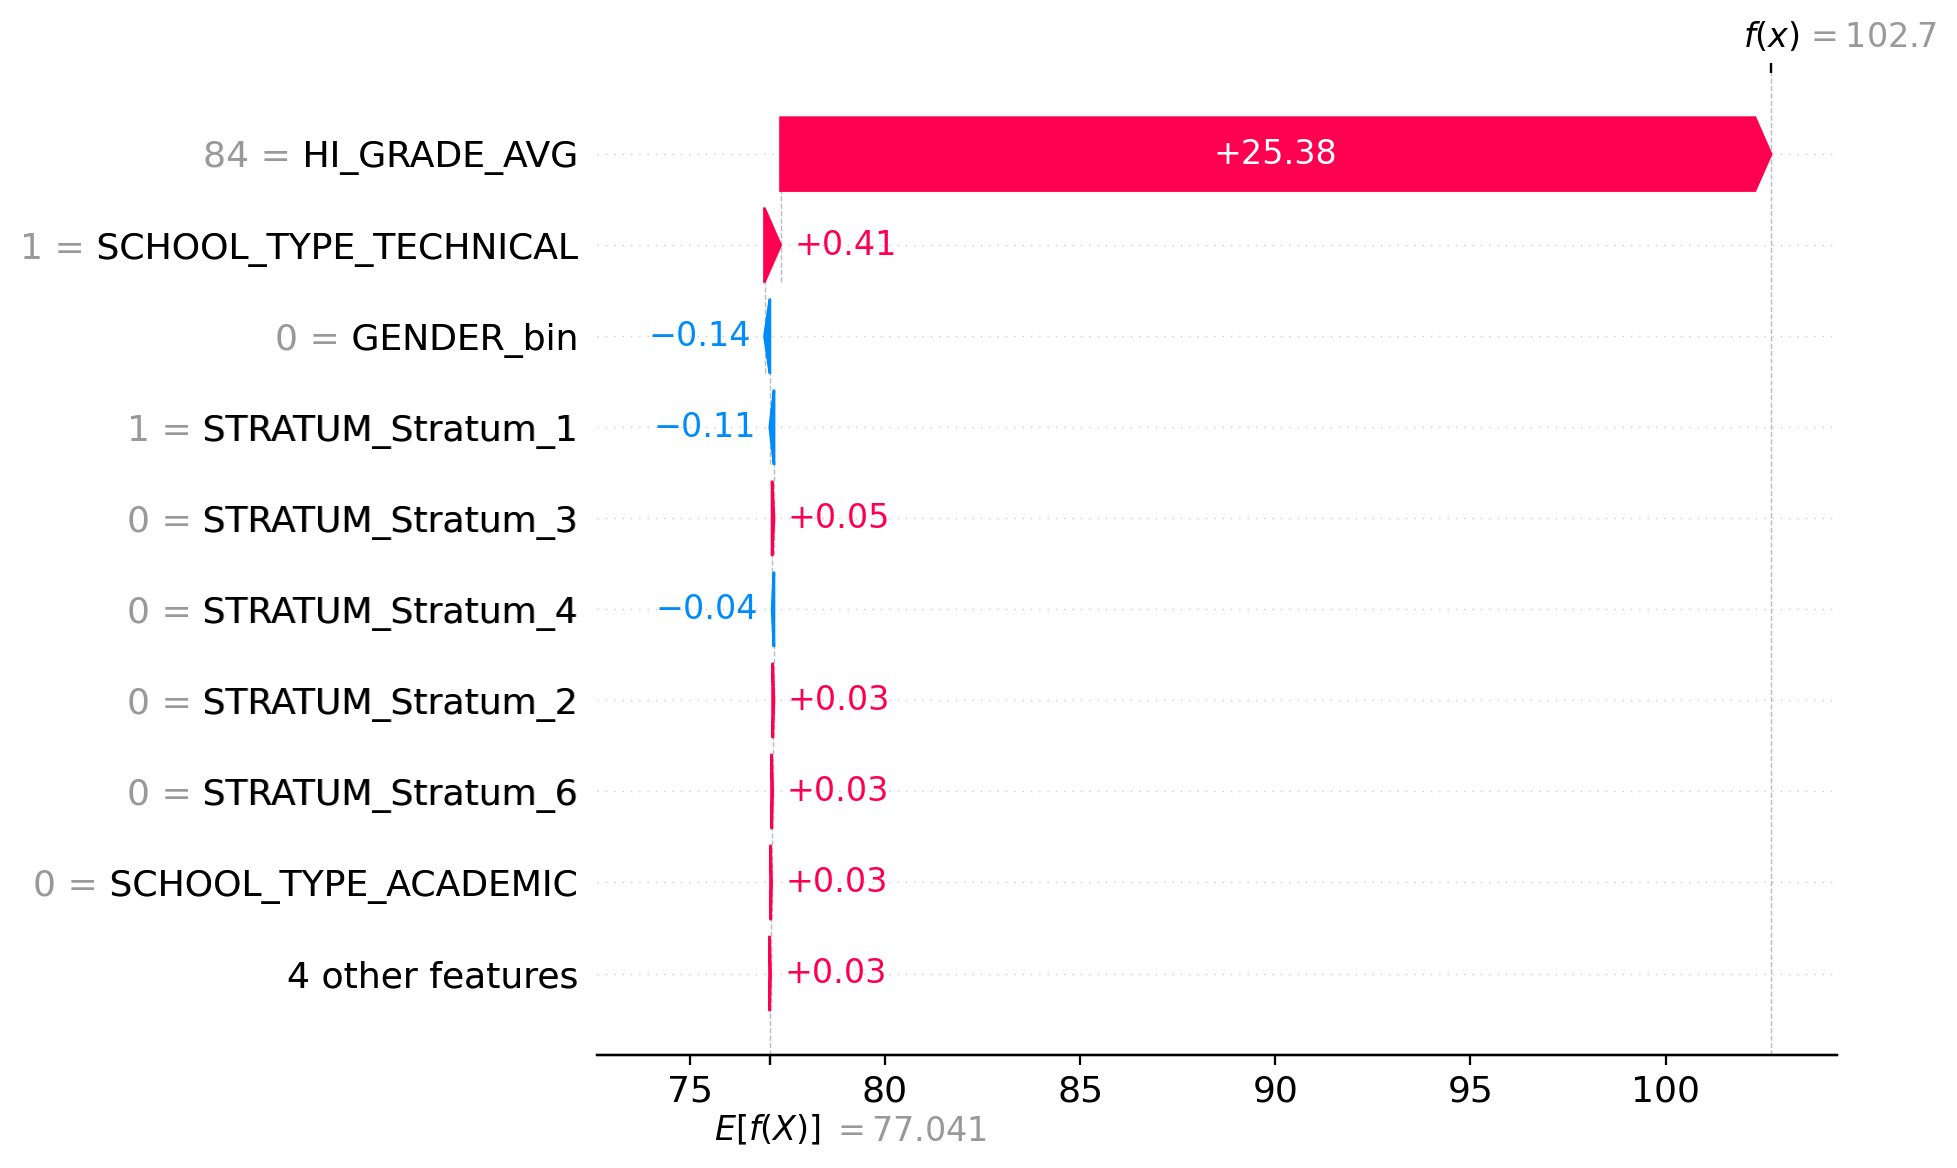 f(x) = 102.7
84 = HI_GRADE_AVG
+25.38
1 = SCHOOL_TYPE_TECHNICAL
+0.41
0 = GENDER_bin
−0.14
1 = STRATUM_Stratum_1
−0.11
0 = STRATUM_Stratum_3
+0.05
0 = STRATUM_Stratum_4
−0.04
0 = STRATUM_Stratum_2
+0.03
0 = STRATUM_Stratum_6
+0.03
0 = SCHOOL_TYPE_ACADEMIC
+0.03
4 other features
+0.03
75 80 85 90 95 100
E[f(X)] = 77.041